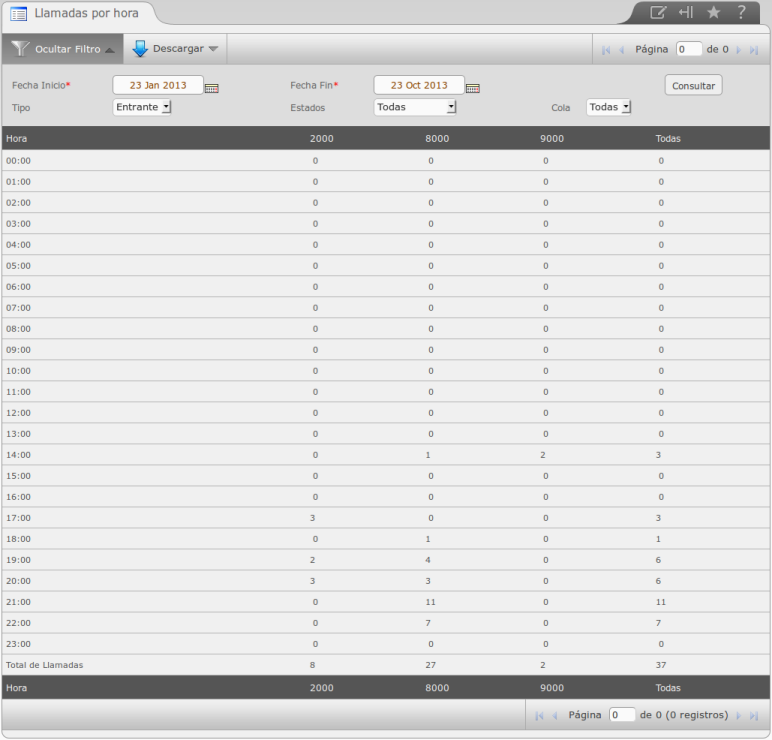 Llamadas por hora ?
Ocultar Filtro Descargar Página 0 de 0
Fecha Inicio* 23 Jan 2013 Fecha Fin* 23 Oct 2013 Consultar
Tipo Entrante Estados Todas Cola Todas
Hora 2000 8000 9000 Todas
00:00 0 0 0 0
01:00 0 0 0 0
02:00 0 0 0 0
03:00 0 0 0 0
04:00 0 0 0 0
05:00 0 0 0 0
06:00 0 0 0 0
07:00 0 0 0 0
08:00 0 0 0 0
09:00 0 0 0 0
10:00 0 0 0 0
11:00 0 0 0 0
12:00 0 0 0 0
13:00 0 0 0 0
14:00 0 1 2 3
15:00 0 0 0 0
16:00 0 0 0 0
17:00 3 0 0 3
18:00 0 1 0 1
19:00 2 4 0 6
20:00 3 3 0 6
21:00 0 11 0 11
22:00 0 7 0 7
23:00 0 0 0 0
Total de Llamadas 8 27 2 37
Hora 2000 8000 9000 Todas
Página 0 de 0 (0 registros)